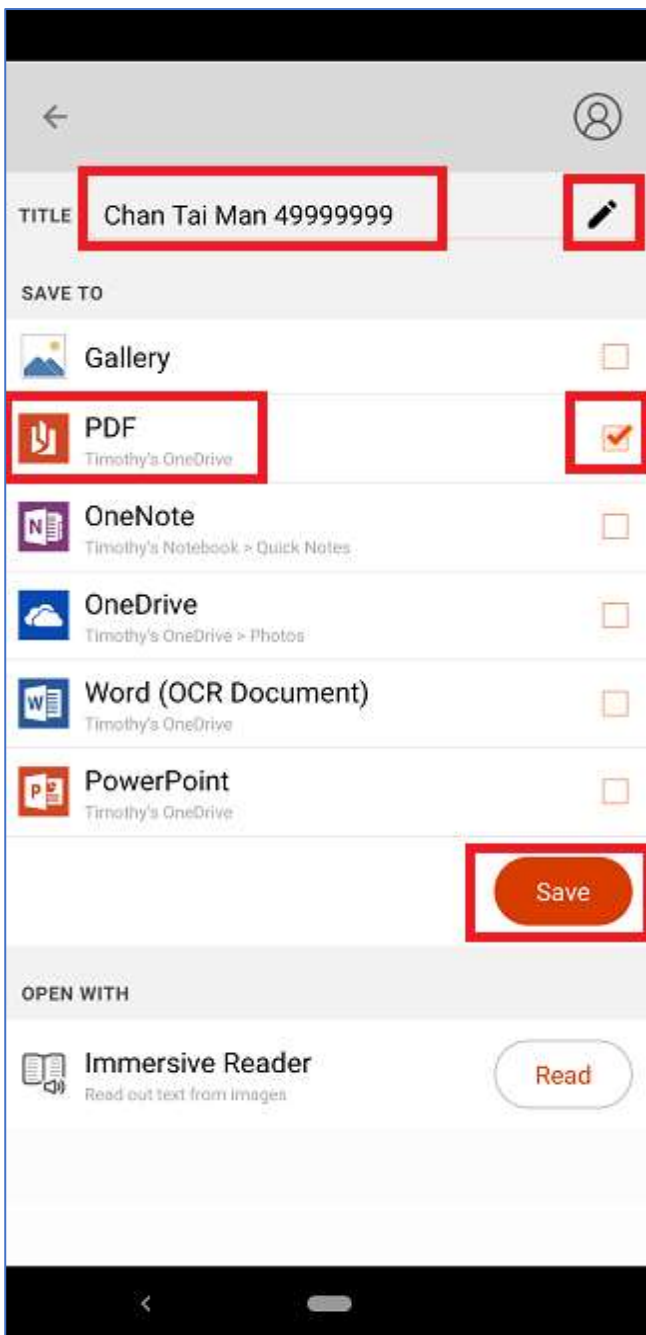 TITLE Chan Tai Man 49999999
SAVE TO
Gallery
PDF
Timothy's OneDrive
N
OneNote
Timothy's Notebook > Quick Notes
OneDrive
Timothy's OneDrive > Photos
W
Word (OCR Document)
Timothy's OneDrive
P
PowerPoint
Timothy's OneDrive
Save
OPEN WITH
Immersive Reader
Read out text from images
Read